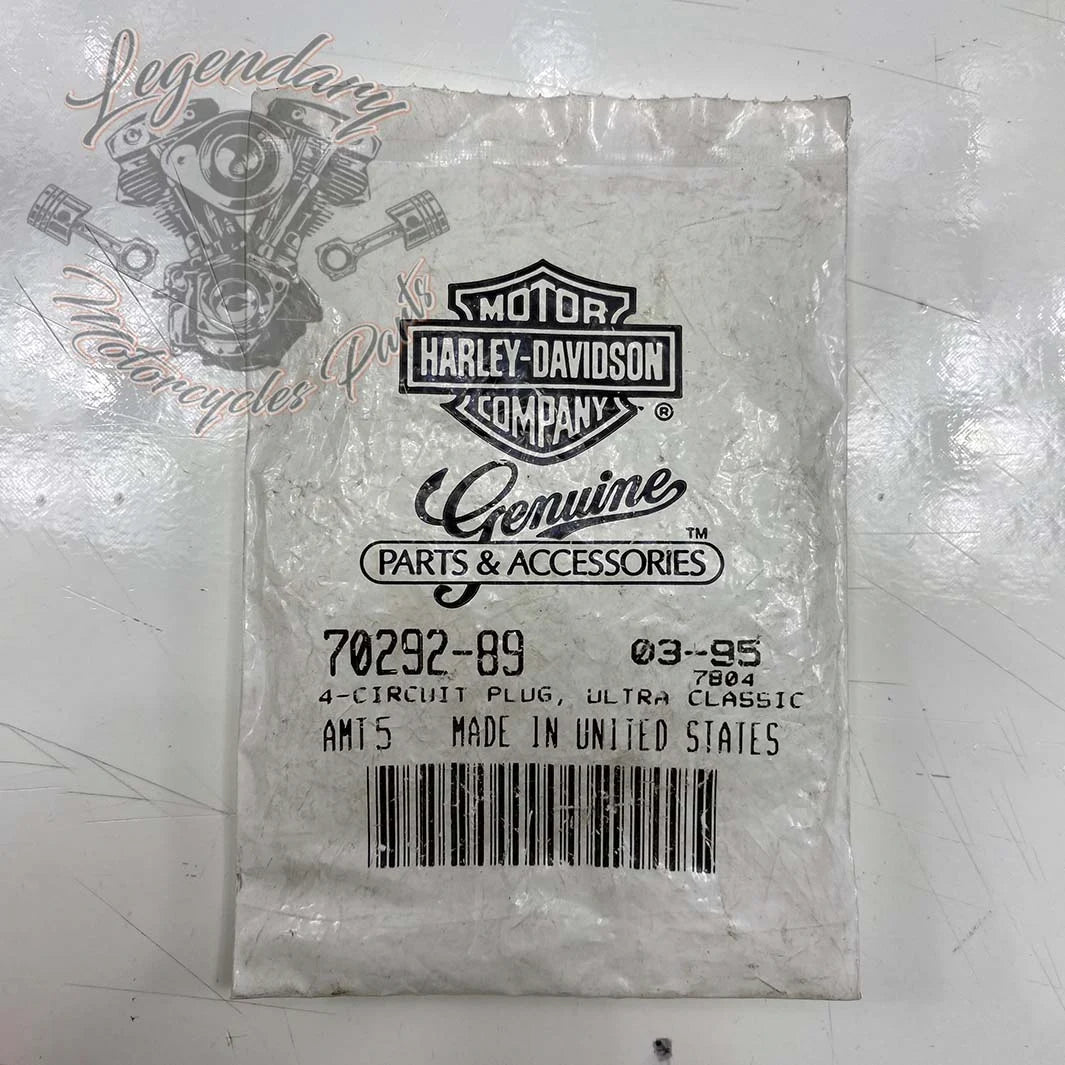 Legendary
Motorcycles Parts
MOTOR
HARLEY-DAVIDSON
COMPANY ®
Genuine
PARTS & ACCESSORIES ™
70292-89 03-95
7804
4-CIRCUIT PLUG, ULTRA CLASSIC
AMT5 MADE IN UNITED STATES